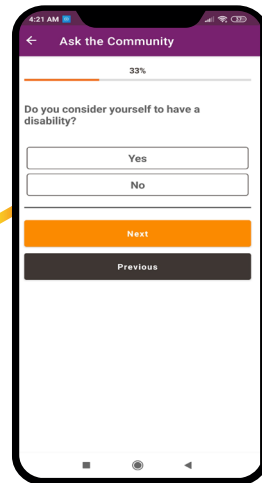 4:21 AM
Ask the Community
33%
Do you consider yourself to have a
disability?
Yes
No
Next
Previous